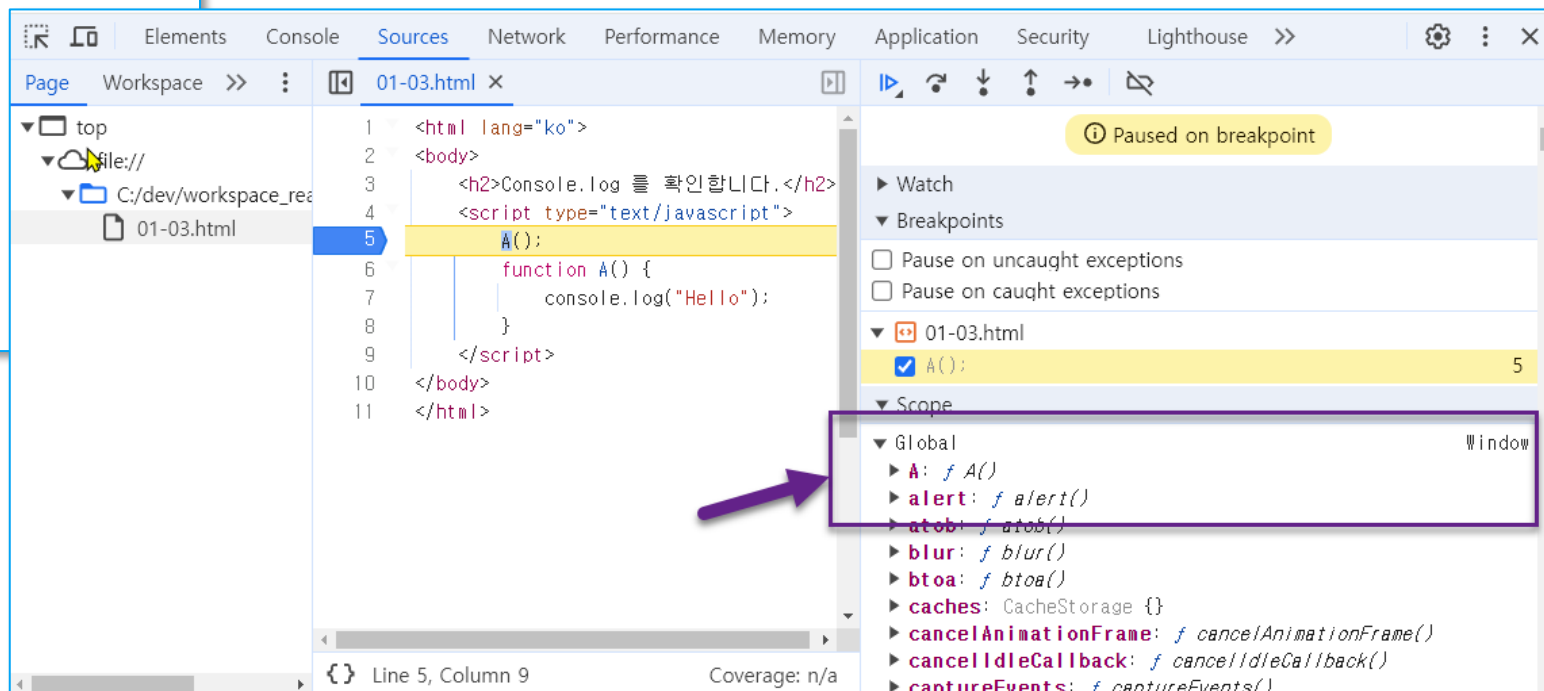 Elements Console Sources Network Performance Memory Application Security Lighthouse
Page Workspace
01-03.html
top
file://
C:/dev/workspace_rea
01-03.html
1 <html lang="ko">
2 <body>
3 <h2>Console.log 를 확인합니다.</h2>
4 <script type="text/javascript">
5 A();
6 function A() {
7 console.log("Hello");
8 }
9 </script>
10 </body>
11 </html>
{} Line 5, Column 9 Coverage: n/a
Paused on breakpoint
Watch
Breakpoints
Pause on uncaught exceptions
Pause on caught exceptions
01-03.html
A(); 5
Scope
Global Window
A: ƒ A()
alert: ƒ alert()
atob: ƒ atob()
blur: ƒ blur()
btoa: ƒ btoa()
caches: CacheStorage {}
cancelAnimationFrame: ƒ cancelAnimationFrame()
cancelIdleCallback: ƒ cancelIdleCallback()
captureEvents: ƒ captureEvents()